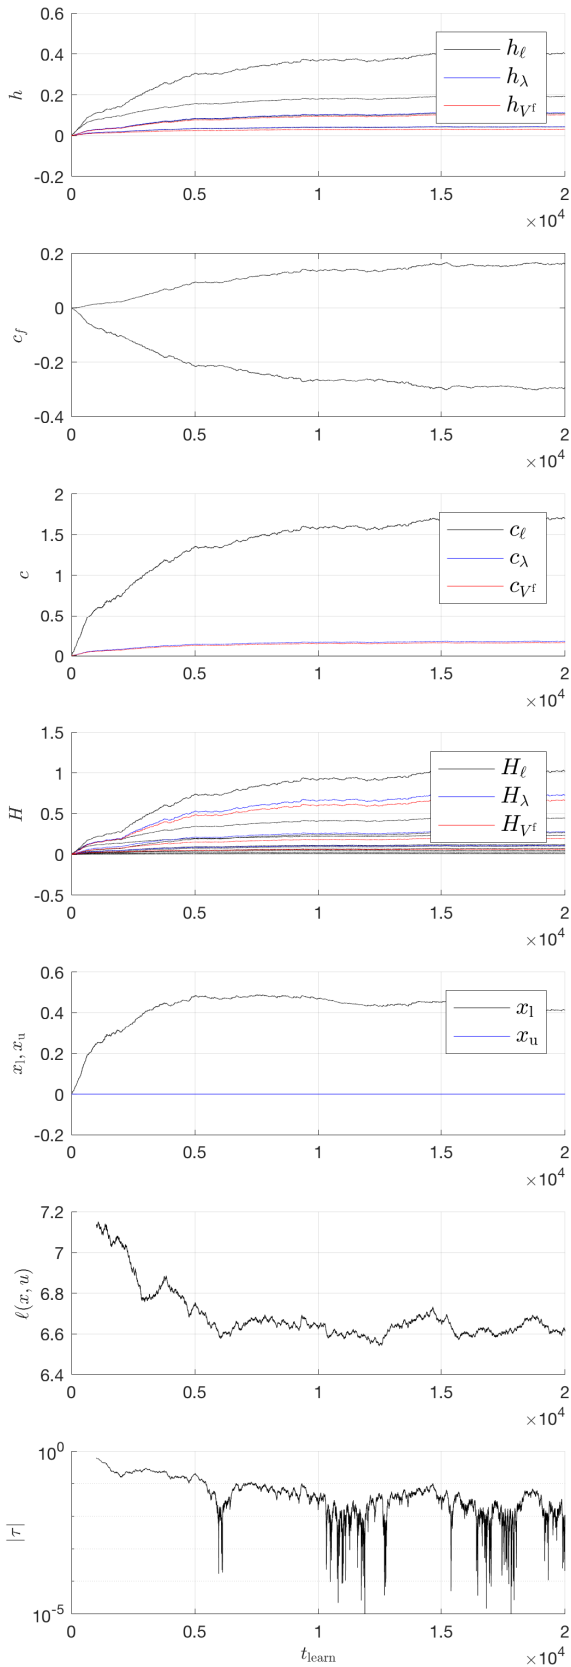 0.6
0.4
0.2
0
-0.2
h
h_ℓ
h_λ
h_{V^f}
0 0.5 1 1.5 2
×10^4
0.2
0
-0.2
-0.4
c_f
0 0.5 1 1.5 2
×10^4
2
1.5
1
0.5
0
c
c_ℓ
c_λ
c_{V^f}
0 0.5 1 1.5 2
×10^4
1.5
1
0.5
0
-0.5
H
H_ℓ
H_λ
H_{V^f}
0 0.5 1 1.5 2
×10^4
0.6
0.4
0.2
0
-0.2
x_l, x_u
x_l
x_u
0 0.5 1 1.5 2
×10^4
7.2
7
6.8
6.6
6.4
ℓ(x, u)
0 0.5 1 1.5 2
×10^4
10^0
10^-5
|τ|
0 0.5 1 1.5 2
t_learn
×10^4